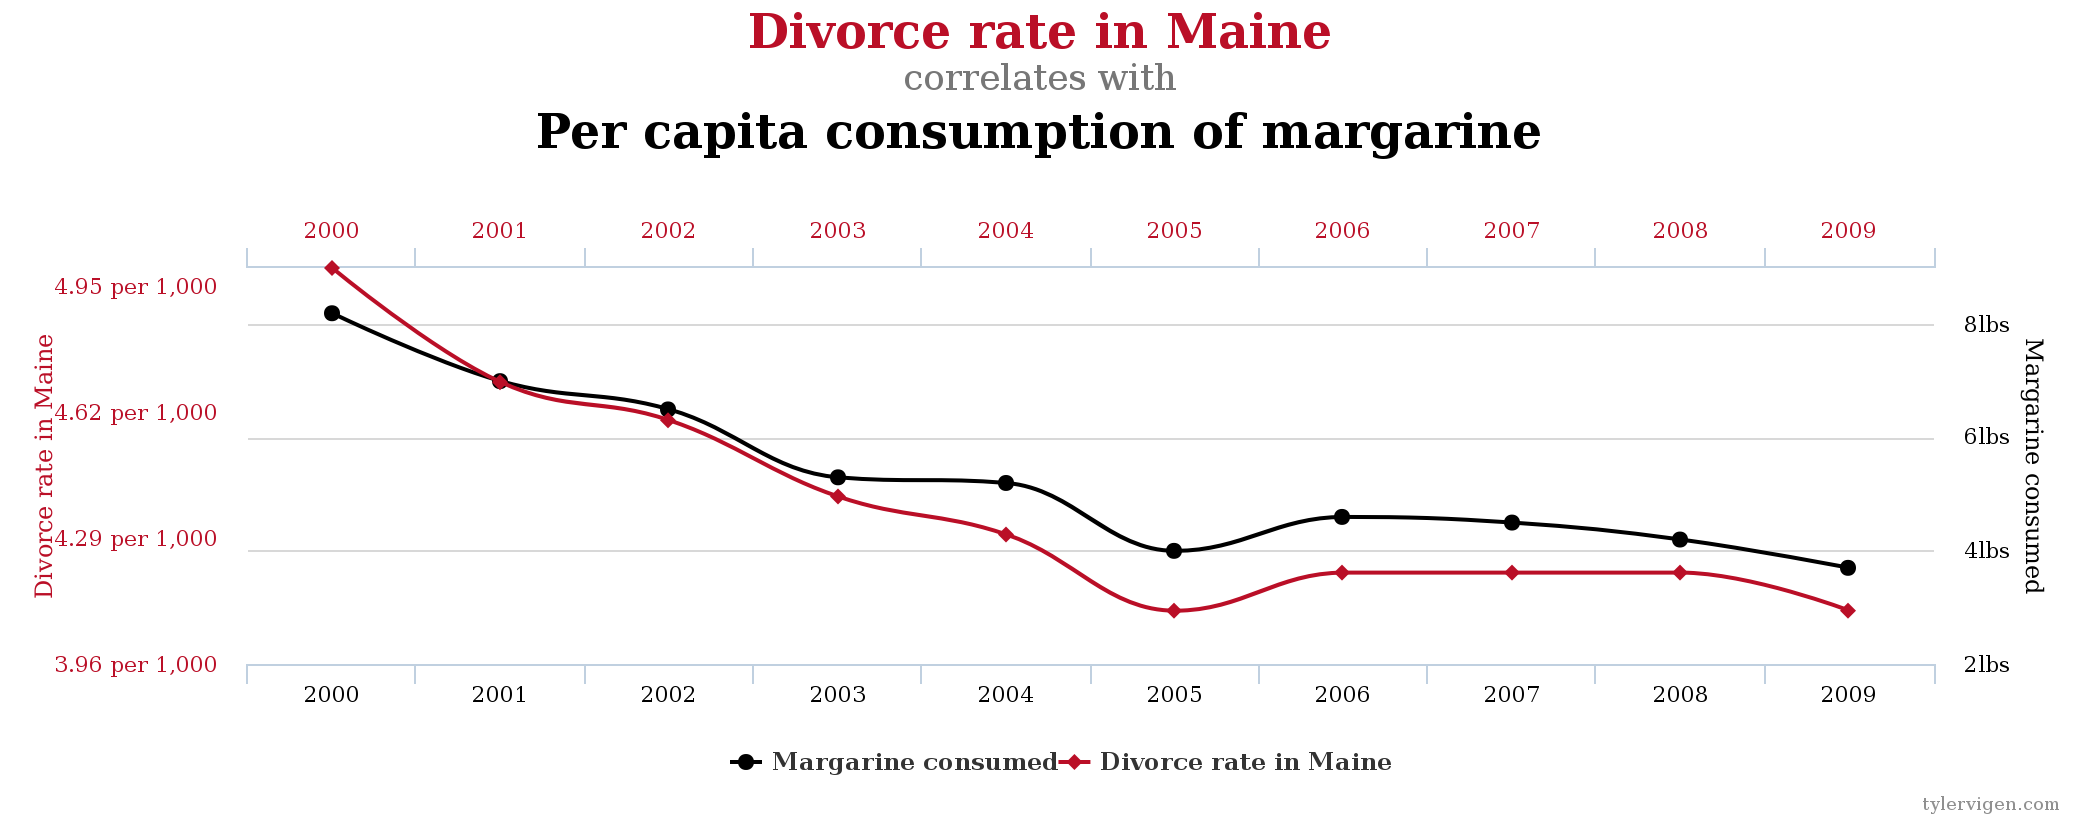 Divorce rate in Maine
correlates with
Per capita consumption of margarine
2000 2001 2002 2003 2004 2005 2006 2007 2008 2009
4.95 per 1,000
4.62 per 1,000
4.29 per 1,000
3.96 per 1,000
Divorce rate in Maine
8lbs
6lbs
4lbs
2lbs
Margarine consumed
2000 2001 2002 2003 2004 2005 2006 2007 2008 2009
Margarine consumed Divorce rate in Maine
tylervigen.com